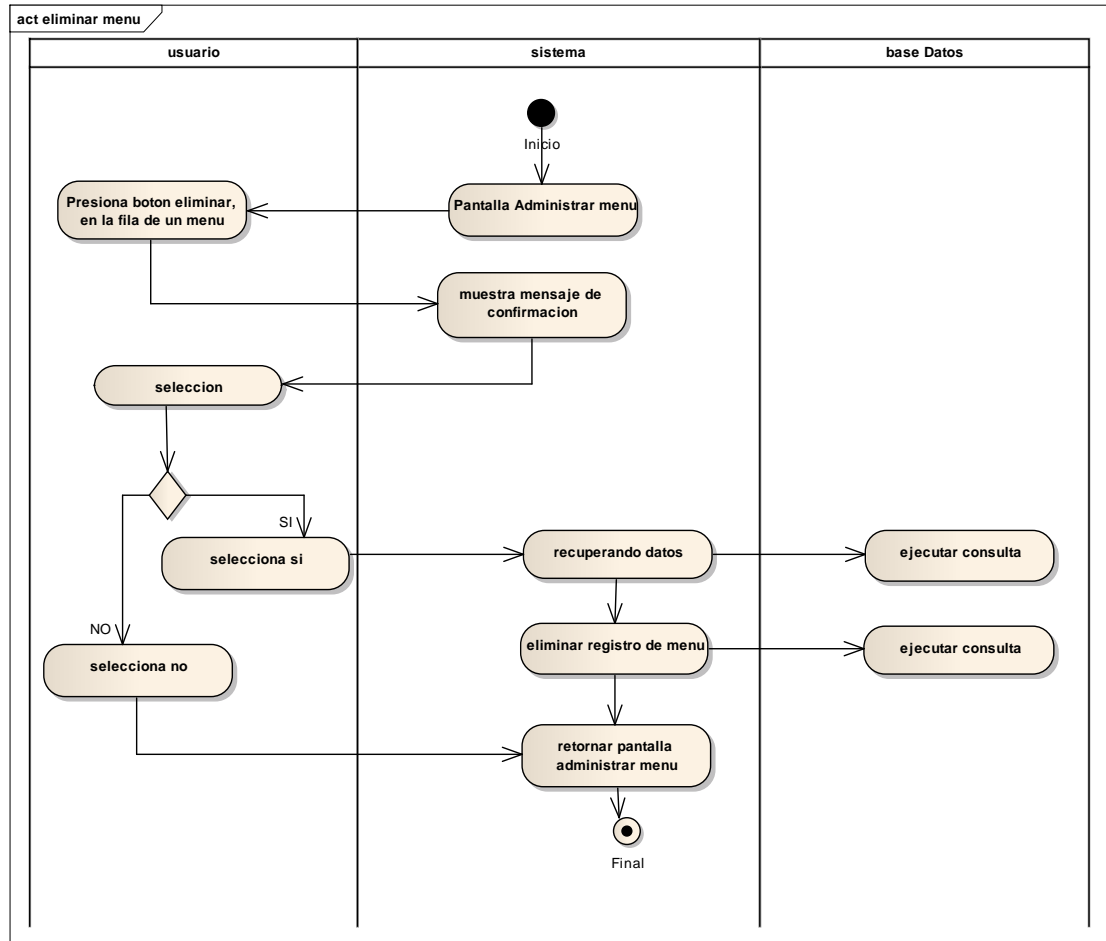 act eliminar menu
usuario
sistema
base Datos
Inicio
Presiona boton eliminar,
en la fila de un menu
Pantalla Administrar menu
muestra mensaje de
confirmacion
seleccion
SI
selecciona si
recuperando datos
ejecutar consulta
NO
selecciona no
eliminar registro de menu
ejecutar consulta
retornar pantalla
administrar menu
Final